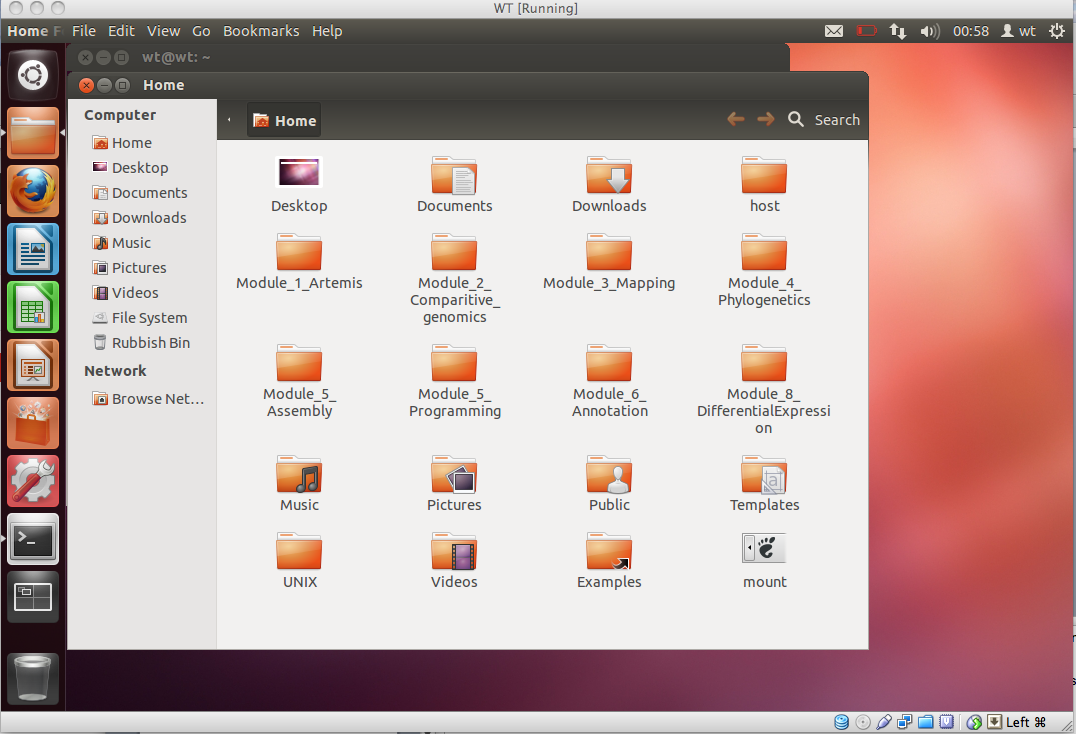 WT [Running]
Home F File Edit View Go Bookmarks Help 00:58 wt
wt@wt: ~
Home
Computer
Home
Desktop
Documents
Downloads
Music
Pictures
Videos
File System
Rubbish Bin
Network
Browse Net...
Home Search
Desktop Documents Downloads host
Module_1_Artemis Module_2_ Module_3_Mapping Module_4_
Comparitive_ Phylogenetics
genomics
Module_5_ Module_5_ Module_6_ Module_8_
Assembly Programming Annotation DifferentialExpressi
on
Music Pictures Public Templates
UNIX Videos Examples mount
Left ⌘